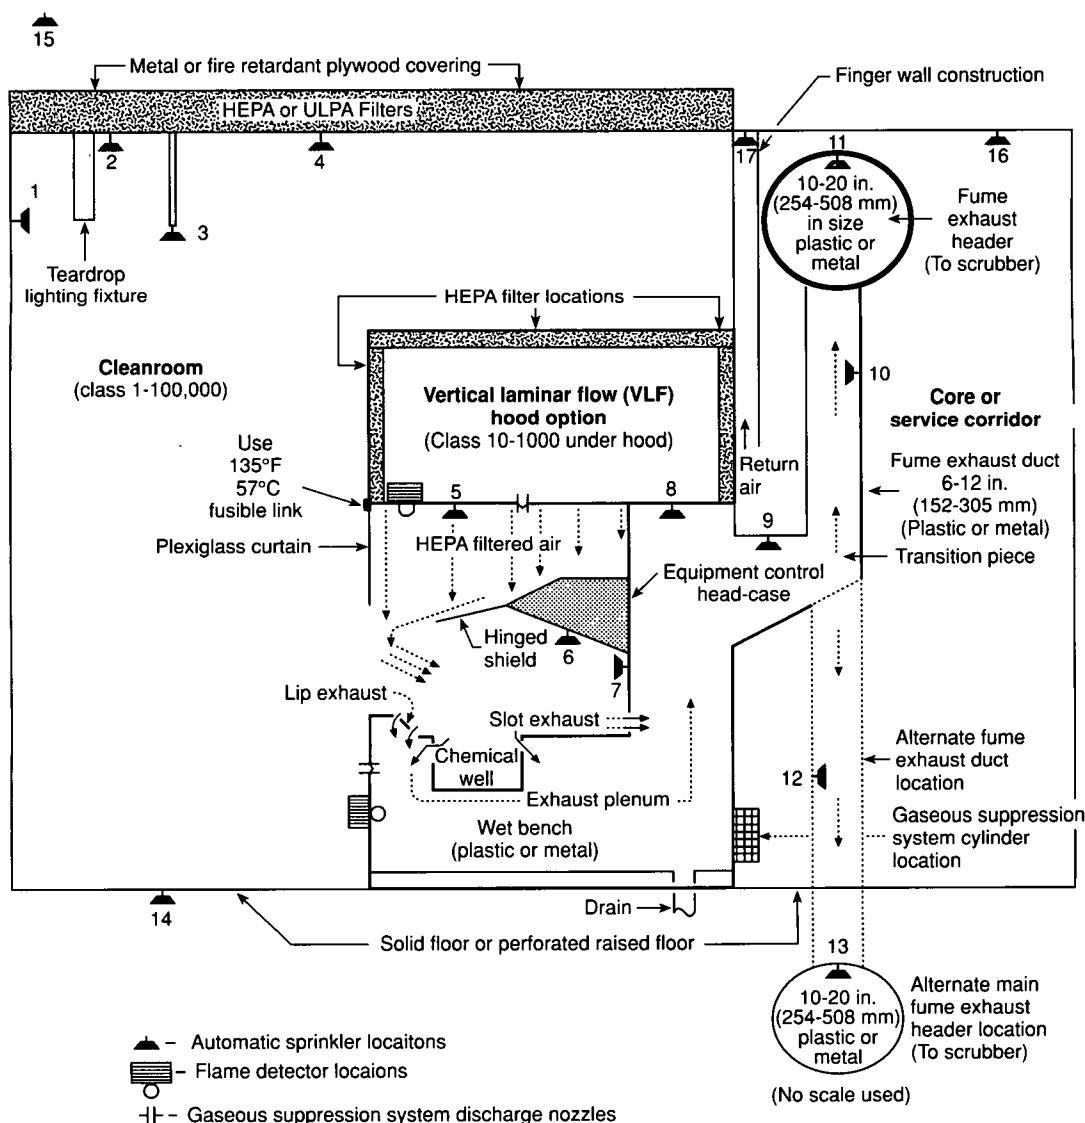 15
Metal or fire retardant plywood covering
Finger wall construction
HEPA or ULPA Filters
1
2
3
4
17
11
16
10-20 in.
(254-508 mm)
in size
plastic or
metal
Fume
exhaust
header
(To scrubber)
Teardrop
lighting fixture
HEPA filter locations
Cleanroom
(class 1-100,000)
Vertical laminar flow (VLF)
hood option
(Class 10-1000 under hood)
10
Core or
service corridor
Use
135°F
57°C
fusible link
Return
air
Fume exhaust duct
6-12 in.
(152-305 mm)
(Plastic or metal)
5
8
9
Plexiglass curtain
HEPA filtered air
Transition piece
Equipment control
head-case
Hinged
shield
6
7
Lip exhaust
Slot exhaust
Chemical
well
Exhaust plenum
12
Alternate fume
exhaust duct
location
Wet bench
(plastic or metal)
Gaseous suppression
system cylinder
location
14
Drain
Solid floor or perforated raised floor
13
10-20 in.
(254-508 mm)
plastic or
metal
Alternate main
fume exhaust
header location
(To scrubber)
(No scale used)
– Automatic sprinkler locaitons
– Flame detector locaions
– Gaseous suppression system discharge nozzles